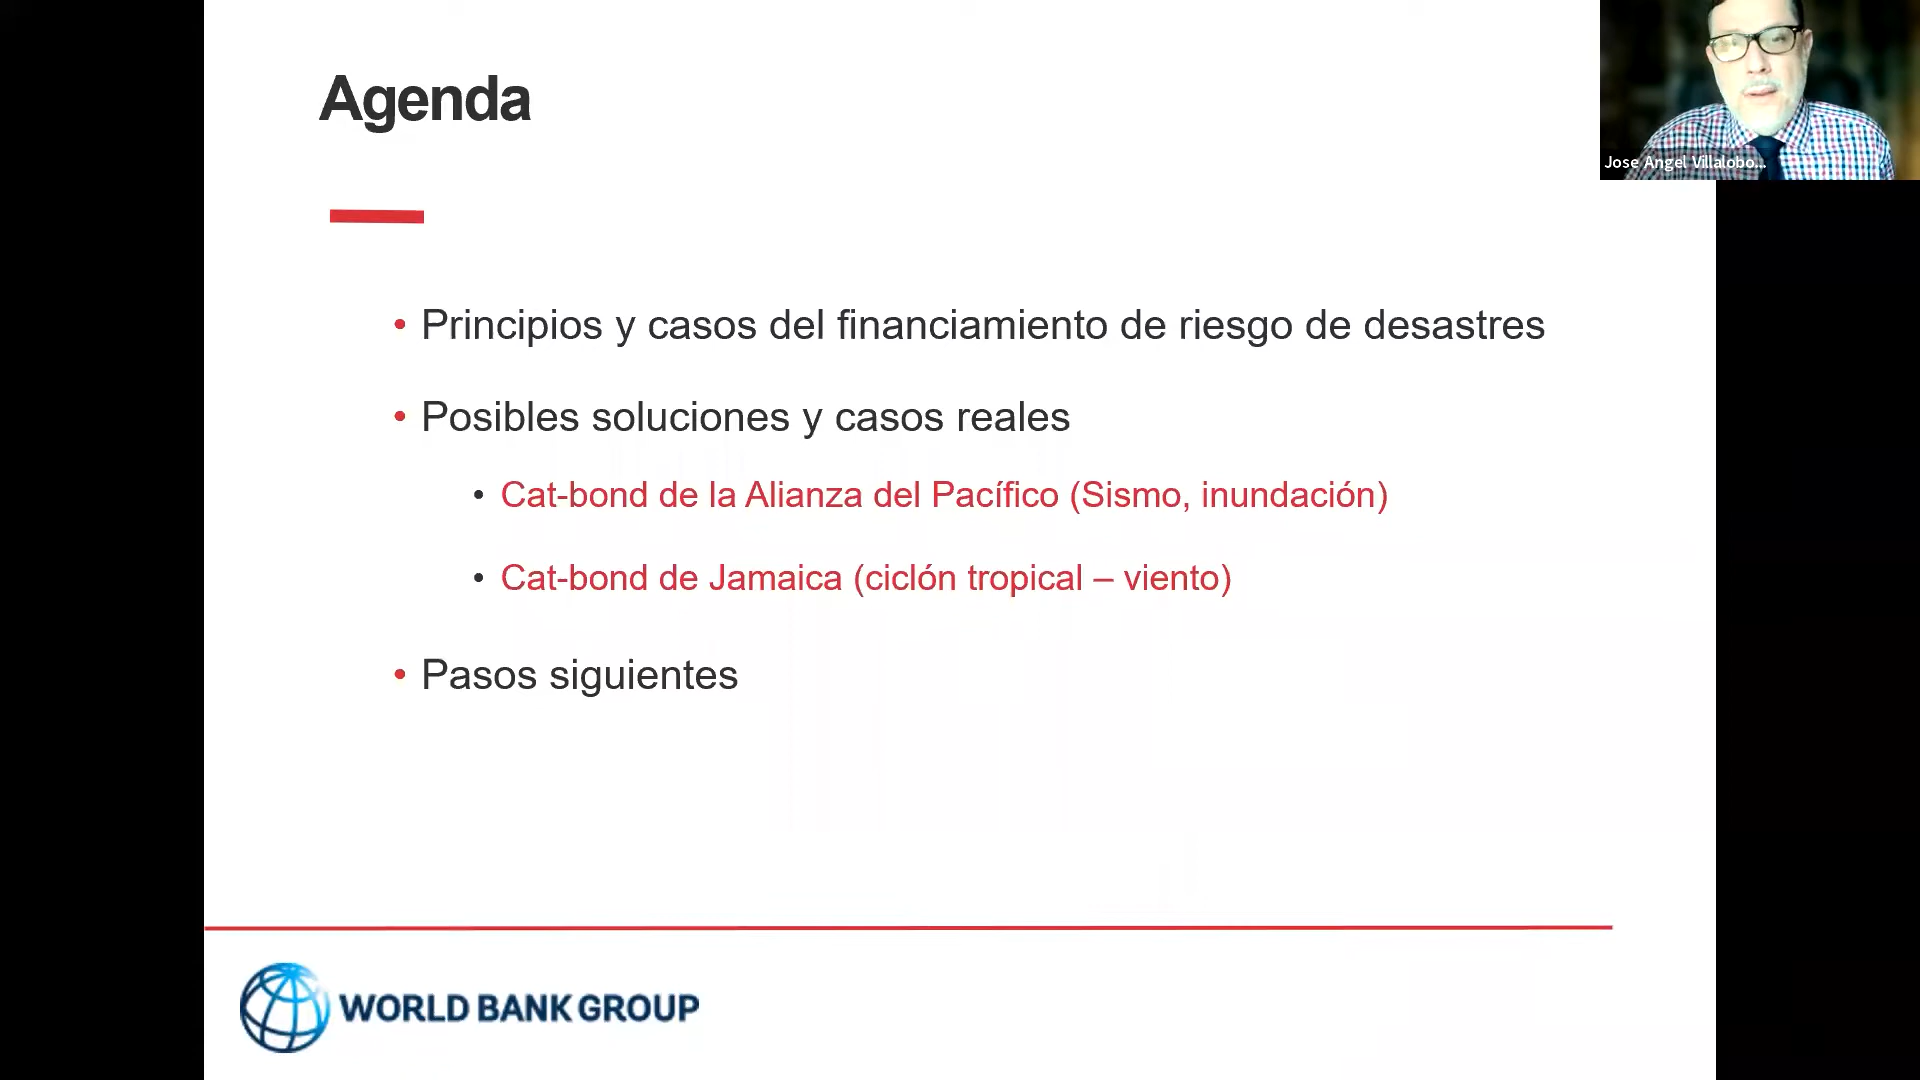 Agenda
Jose Angel Villalobo...
• Principios y casos del financiamiento de riesgo de desastres
• Posibles soluciones y casos reales
• Cat-bond de la Alianza del Pacífico (Sismo, inundación)
• Cat-bond de Jamaica (ciclón tropical – viento)
• Pasos siguientes
WORLD BANK GROUP